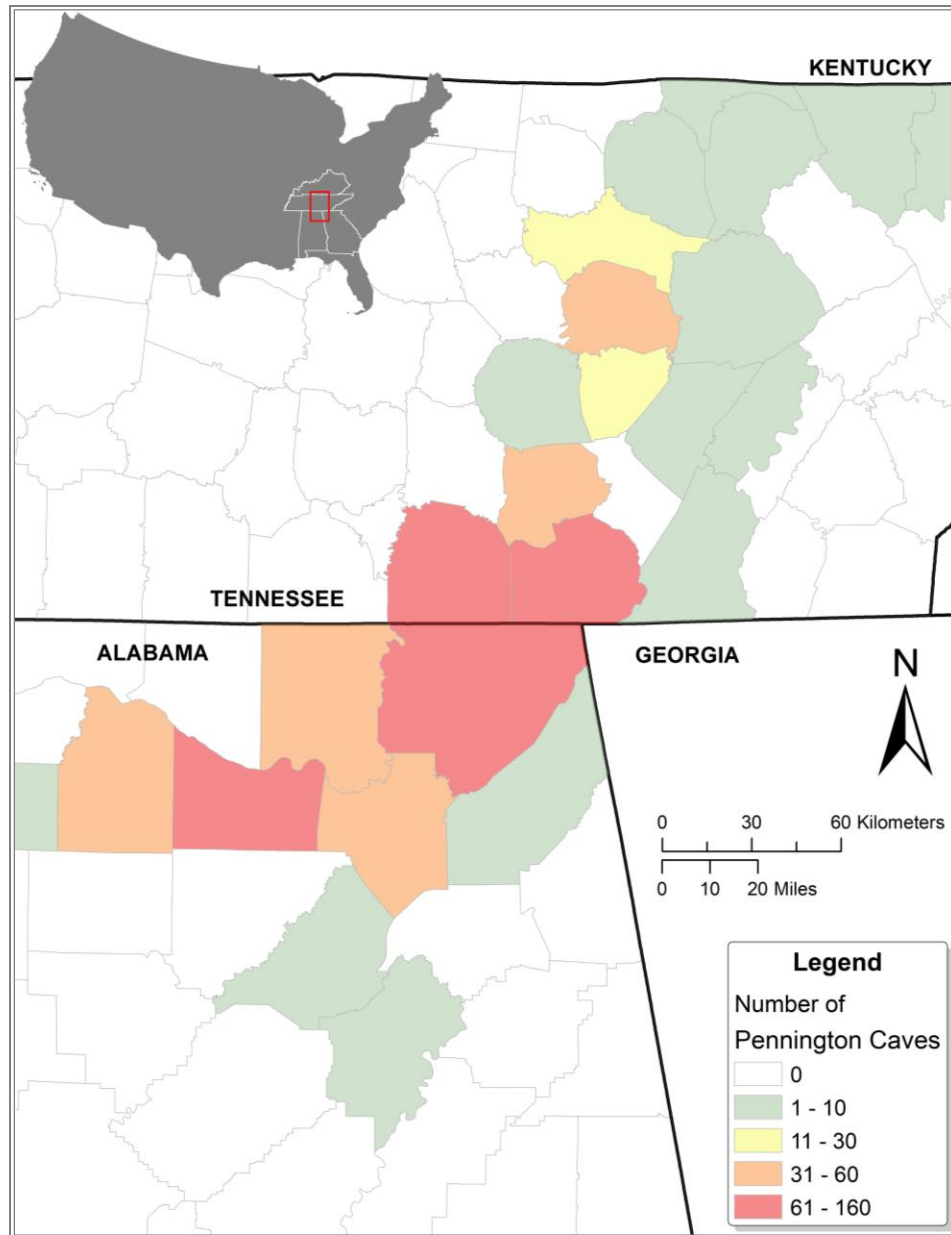 KENTUCKY
TENNESSEE
ALABAMA
GEORGIA
N
0 30 60 Kilometers
0 10 20 Miles
Legend
Number of
Pennington Caves
0
1 - 10
11 - 30
31 - 60
61 - 160